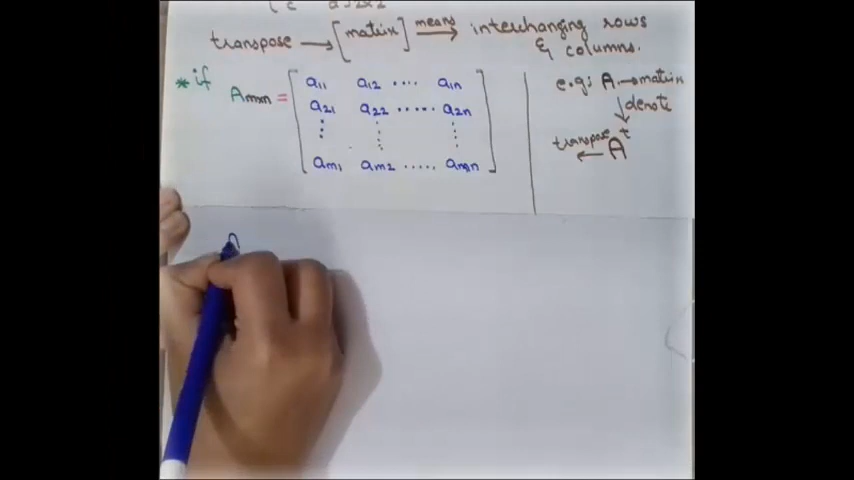 transpose → [matrix] means → interchanging rows
& columns.
* if
A m×n = [ a11 a12 .... a1n
a21 a22 ...... a2n
⋮ ⋮ ⋮
am1 am2 ..... amn ]
e.g: A → matrix
↓ denote
transpose ← A^t